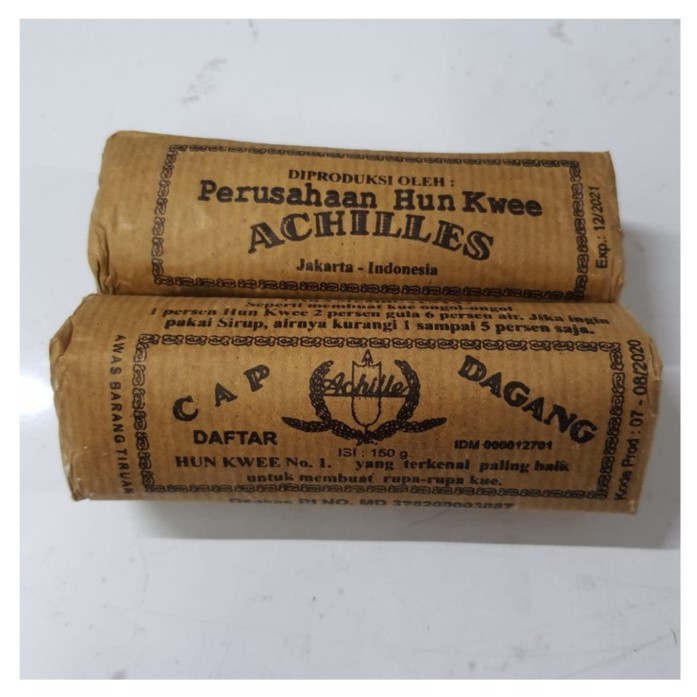 DIPRODUKSI OLEH :
Perusahaan Hun Kwee
ACHILLES
Jakarta - Indonesia
Exp.: 12/2021
Seperti membuat kue ongol-ongol
1 persen Hun Kwee 2 persen gula 6 persen air. Jika ingin
pakai Sirup, airnya kurangi 1 sampai 5 persen saja.
AWAS BARANG TIRUAN
CAP DAGANG
Achilles
DAFTAR IDM 000012701
ISI : 150 g
HUN KWEE No. 1. yang terkenal paling baik
untuk membuat rupa-rupa kue.
Kode Prod : 07 - 08/2020
RI NO. MD